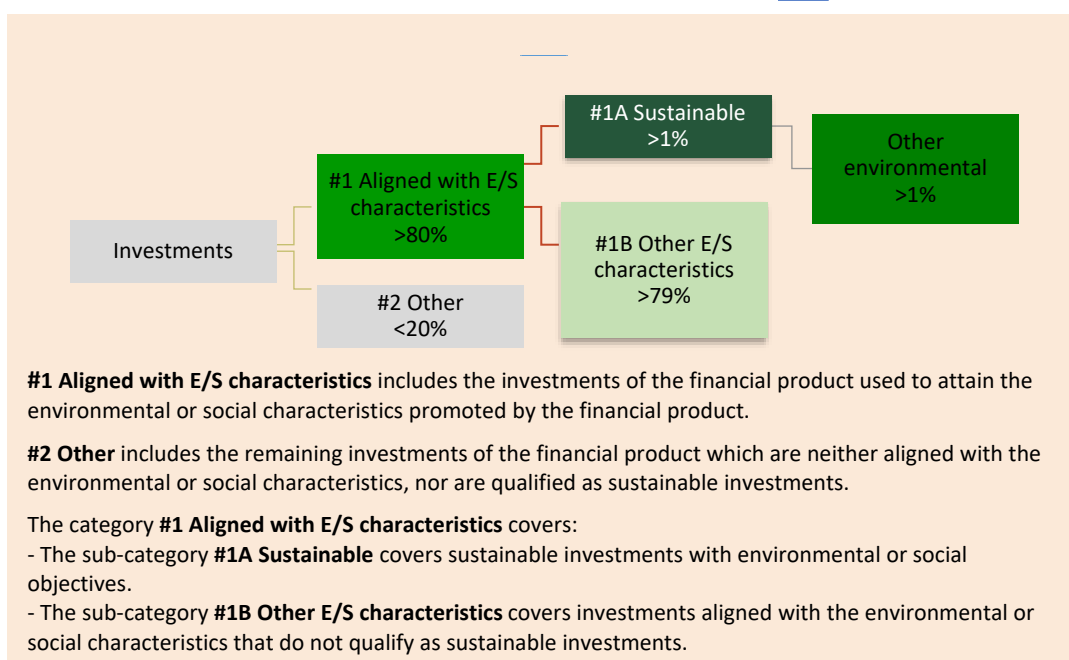 #1A Sustainable
>1%
Other
environmental
>1%
#1 Aligned with E/S
characteristics
>80%
Investments
#1B Other E/S
characteristics
>79%
#2 Other
<20%
#1 Aligned with E/S characteristics includes the investments of the financial product used to attain the
environmental or social characteristics promoted by the financial product.
#2 Other includes the remaining investments of the financial product which are neither aligned with the
environmental or social characteristics, nor are qualified as sustainable investments.
The category #1 Aligned with E/S characteristics covers:
- The sub-category #1A Sustainable covers sustainable investments with environmental or social
objectives.
- The sub-category #1B Other E/S characteristics covers investments aligned with the environmental or
social characteristics that do not qualify as sustainable investments.